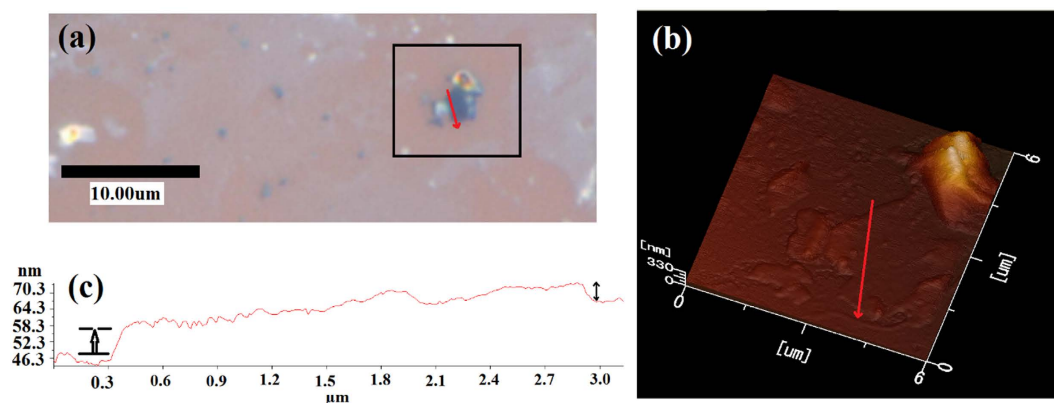 (a)
10.00um
(b)
[nm]
330
0
0
[um]
6
0
[um]
6
(c)
nm
70.3
64.3
58.3
52.3
46.3
0.3 0.6 0.9 1.2 1.5 1.8 2.1 2.4 2.7 3.0
µm